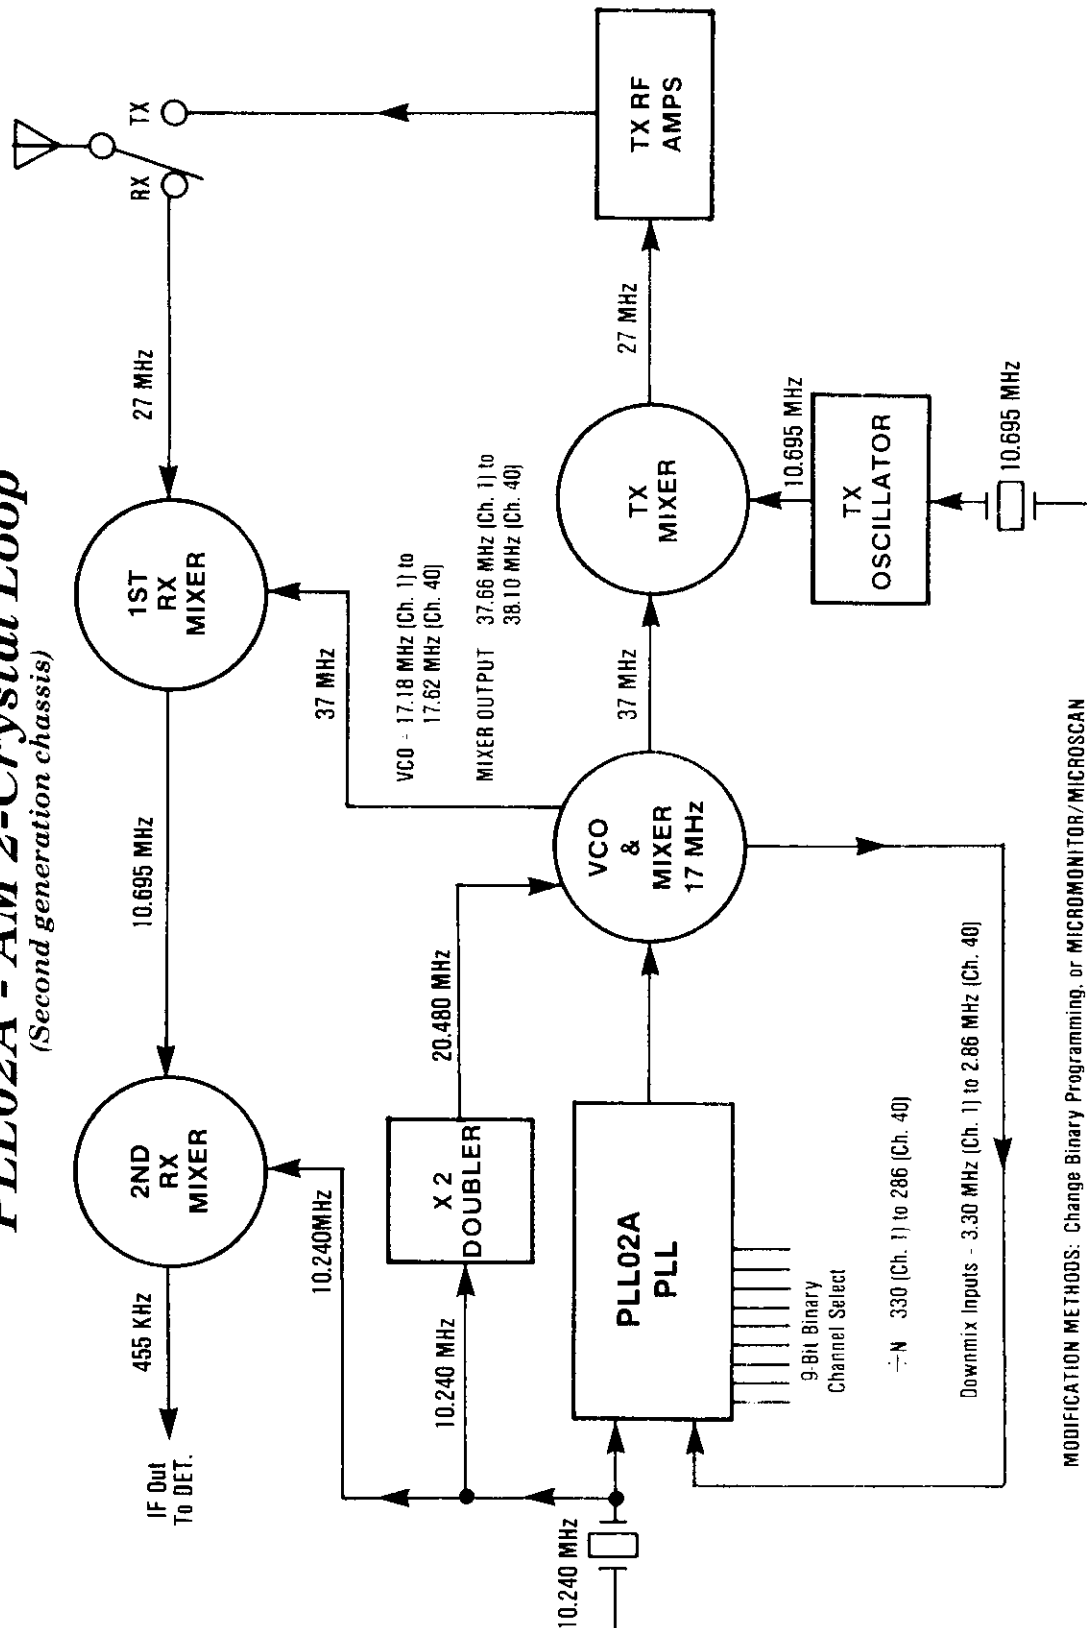 PLL02A - AM 2-Crystal Loop
(Second generation chassis)
IF Out
To DET.
455 KHz
2ND
RX
MIXER
10.695 MHz
1ST
RX
MIXER
27 MHz
RX
TX
10.240MHz
37 MHz
10.240 MHz
X 2
DOUBLER
20.480 MHz
VCO - 17.18 MHz (Ch. 1) to
17.62 MHz (Ch. 40)
MIXER OUTPUT 37.66 MHz (Ch. 1) to
38.10 MHz (Ch. 40)
10.240 MHz
PLL02A
PLL
VCO
&
MIXER
17 MHz
37 MHz
TX
MIXER
27 MHz
TX RF
AMPS
9-Bit Binary
Channel Select
÷N 330 (Ch. 1) to 286 (Ch. 40)
10.695 MHz
TX
OSCILLATOR
Downmix Inputs - 3.30 MHz (Ch. 1) to 2.86 MHz (Ch. 40)
10.695 MHz
MODIFICATION METHODS: Change Binary Programming, or MICROMONITOR/MICROSCAN